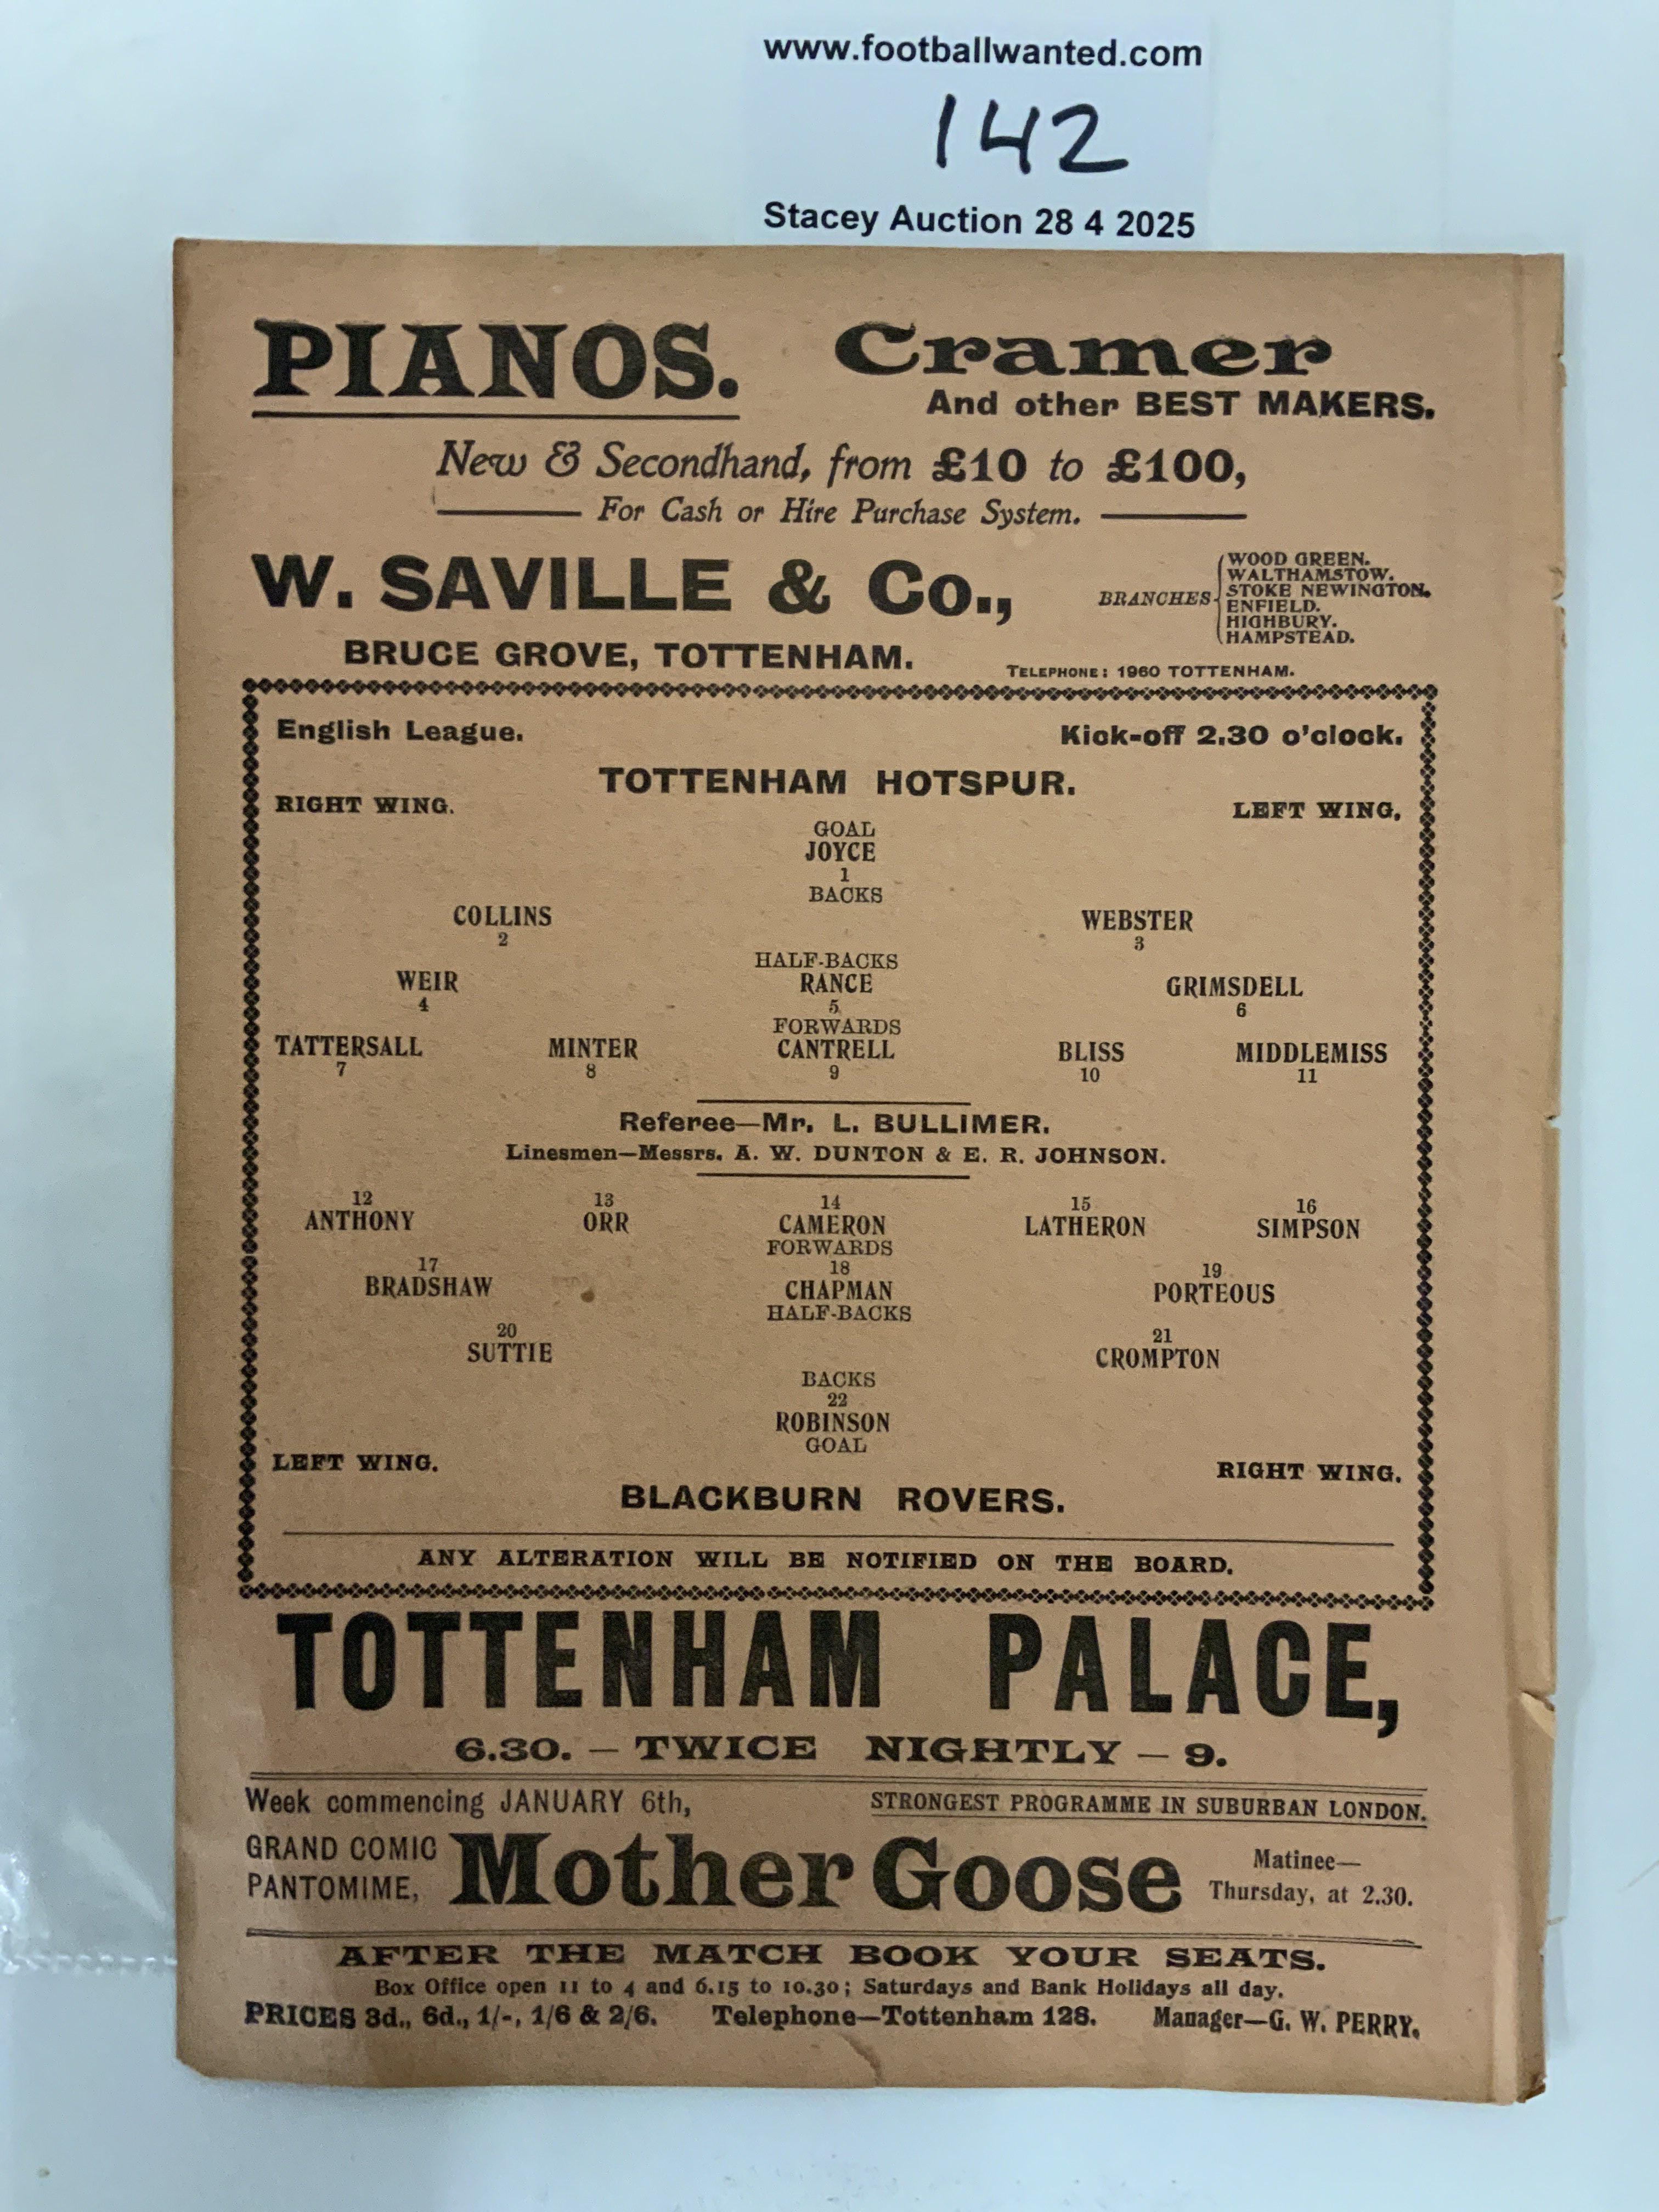 www.footballwanted.com
142
Stacey Auction 28 4 2025
PIANOS. Cramer
And other BEST MAKERS.
New & Secondhand, from £10 to £100,
For Cash or Hire Purchase System.
W. SAVILLE & Co.,
BRUCE GROVE, TOTTENHAM.
BRANCHES
WOOD GREEN.
WALTHAMSTOW.
STOKE NEWINGTON.
ENFIELD.
HIGHBURY.
HAMPSTEAD.
TELEPHONE: 1960 TOTTENHAM.
English League. Kick-off 2.30 o'clock.
TOTTENHAM HOTSPUR.
RIGHT WING. LEFT WING.
GOAL
JOYCE
1
BACKS
COLLINS WEBSTER
2 3
HALF-BACKS
WEIR RANCE GRIMSDELL
4 5 6
FORWARDS
TATTERSALL MINTER CANTRELL BLISS MIDDLEMISS
7 8 9 10 11
Referee—Mr. L. BULLIMER.
Linesmen—Messrs. A. W. DUNTON & E. R. JOHNSON.
12 13 14 15 16
ANTHONY ORR CAMERON LATHERON SIMPSON
FORWARDS
17 18 19
BRADSHAW CHAPMAN PORTEOUS
HALF-BACKS
20 21
SUTTIE CROMPTON
BACKS
22
ROBINSON
GOAL
LEFT WING. RIGHT WING.
BLACKBURN ROVERS.
ANY ALTERATION WILL BE NOTIFIED ON THE BOARD.
TOTTENHAM PALACE,
6.30. — TWICE NIGHTLY — 9.
Week commencing JANUARY 6th, STRONGEST PROGRAMME IN SUBURBAN LONDON.
GRAND COMIC
PANTOMIME,
Mother Goose
Matinee—
Thursday, at 2.30.
AFTER THE MATCH BOOK YOUR SEATS.
Box Office open 11 to 4 and 6.15 to 10.30; Saturdays and Bank Holidays all day.
PRICES 3d., 6d., 1/-, 1/6 & 2/6. Telephone—Tottenham 128. Manager—G. W. PERRY.